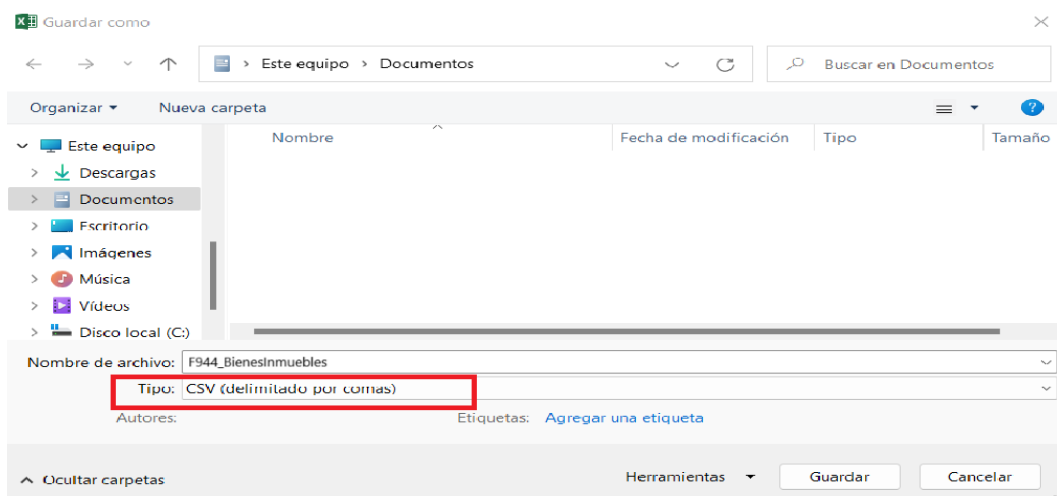 Guardar como
Este equipo > Documentos
Buscar en Documentos
Organizar
Nueva carpeta
Nombre
Fecha de modificación
Tipo
Tamaño
Este equipo
Descargas
Documentos
Escritorio
Imágenes
Música
Vídeos
Disco local (C:)
Nombre de archivo: F944_BienesInmuebles
Tipo: CSV (delimitado por comas)
Autores:
Etiquetas: Agregar una etiqueta
Ocultar carpetas
Herramientas
Guardar
Cancelar